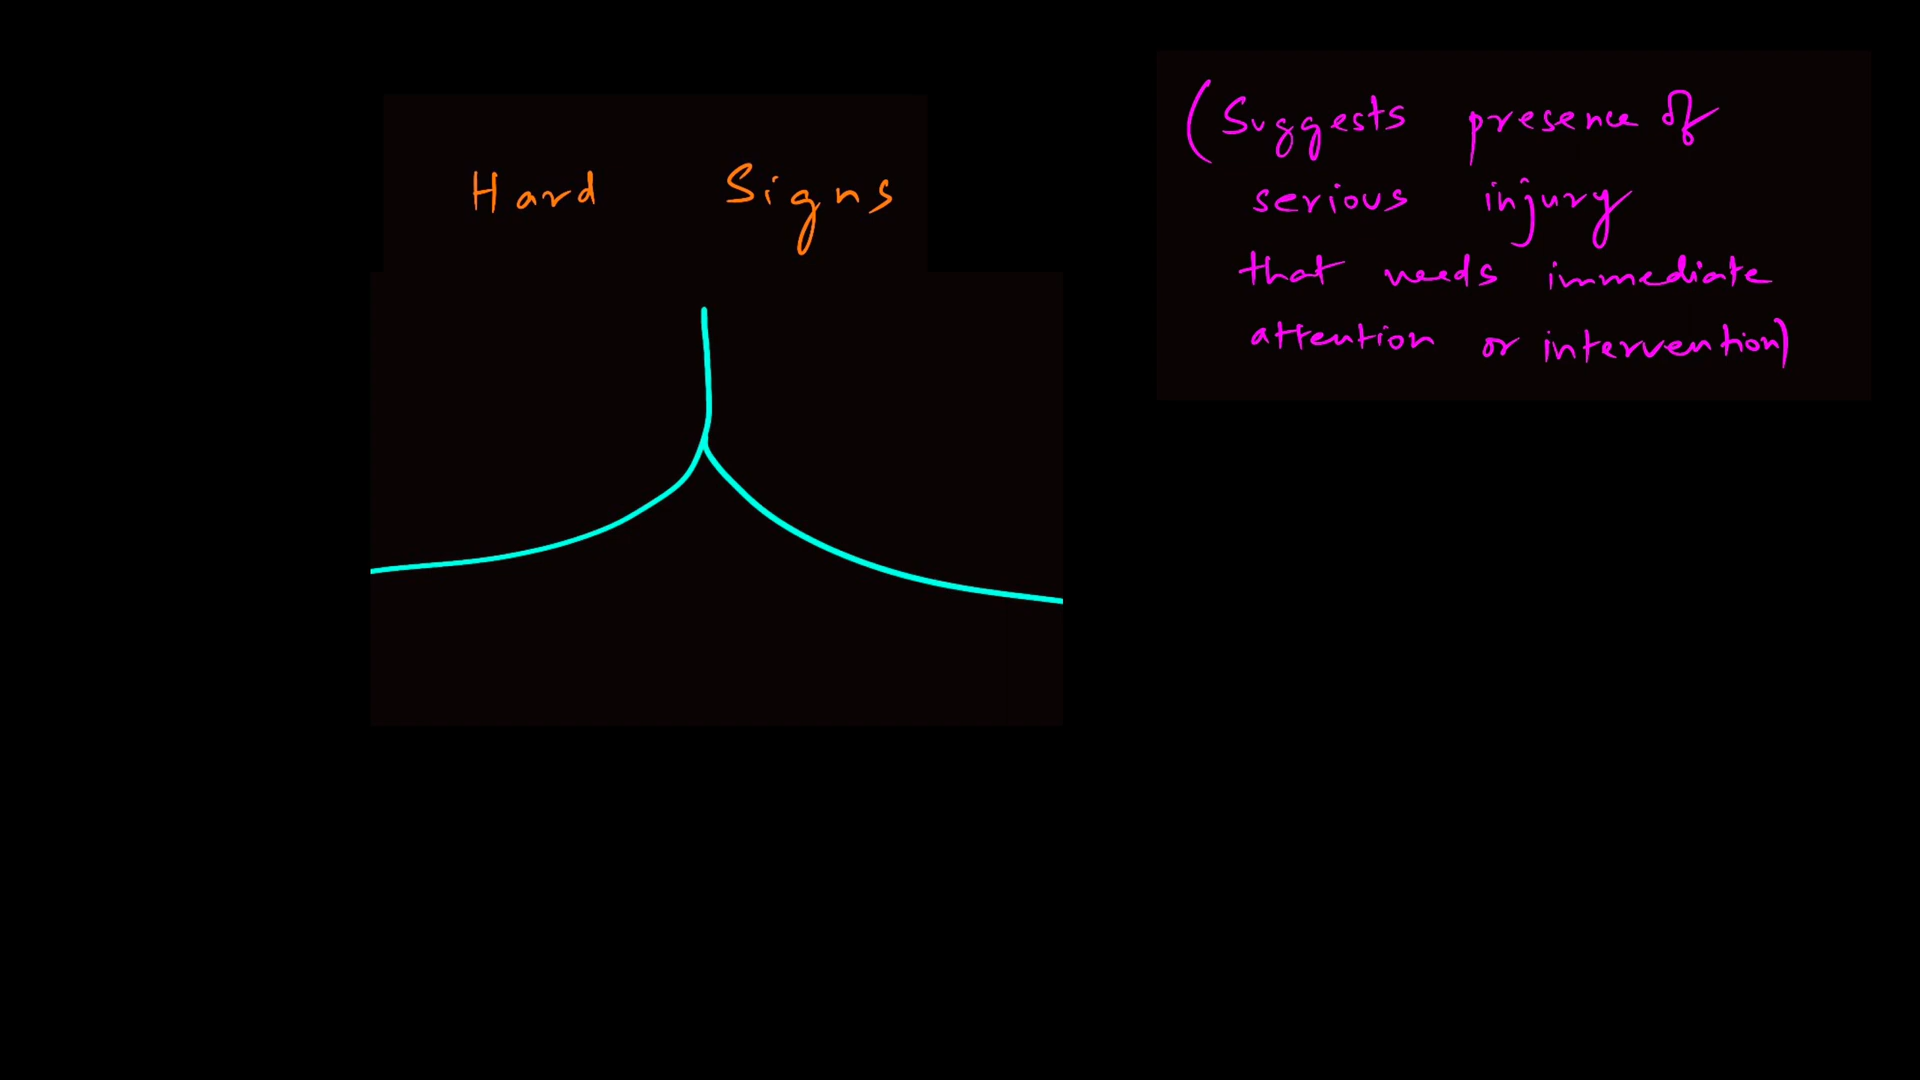 Hard Signs
(Suggests presence of
serious injury
that needs immediate
attention or intervention)